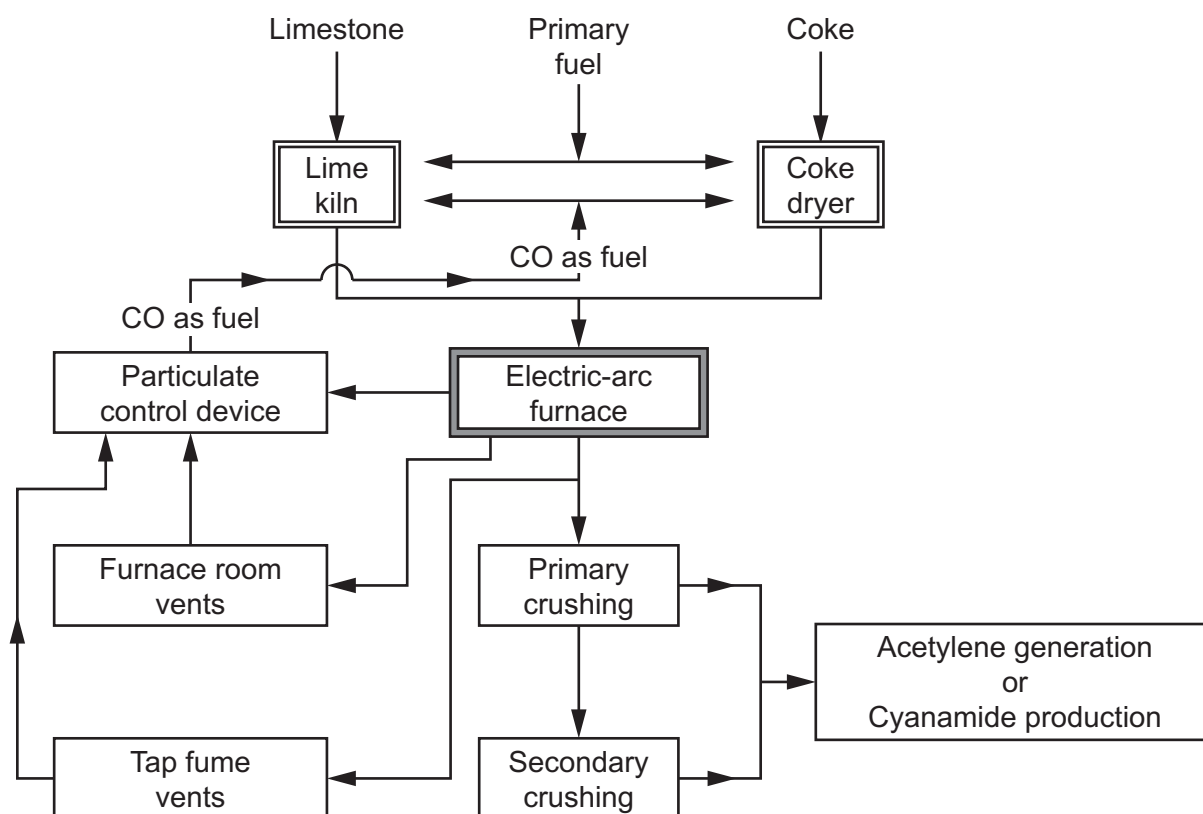 Limestone
Primary
fuel
Coke
Lime
kiln
Coke
dryer
CO as fuel
CO as fuel
Particulate
control device
Electric-arc
furnace
Furnace room
vents
Primary
crushing
Acetylene generation
or
Cyanamide production
Tap fume
vents
Secondary
crushing